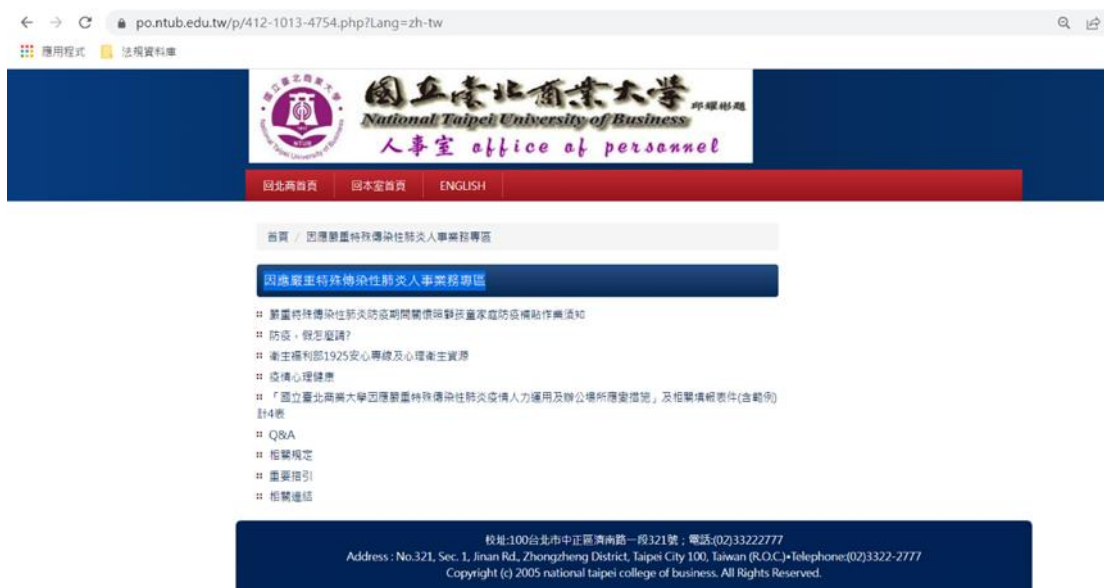 po.ntub.edu.tw/p/412-1013-4754.php?Lang=zh-tw
應用程式 法規資料庫
國立臺北商業大學 邱耀彬題
National Taipei University of Business
人事室 office of personnel
回北商首頁 回本室首頁 ENGLISH
首頁 / 因應嚴重特殊傳染性肺炎人事業務專區
因應嚴重特殊傳染性肺炎人事業務專區
嚴重特殊傳染性肺炎防疫期間關懷照顧孩童家庭防疫補貼作業須知
防疫,假怎麼請?
衛生福利部1925安心專線及心理衛生資源
疫情心理健康
「國立臺北商業大學因應嚴重特殊傳染性肺炎疫情人力運用及辦公場所應變措施」及相關填報表件(含範例)
計4表
Q&A
相關規定
重要指引
相關連結
校址:100台北市中正區濟南路一段321號;電話:(02)33222777
Address : No.321, Sec. 1, Jinan Rd., Zhongzheng District, Taipei City 100, Taiwan (R.O.C.)•Telephone:(02)3322-2777
Copyright (c) 2005 national taipei college of business. All Rights Reserved.